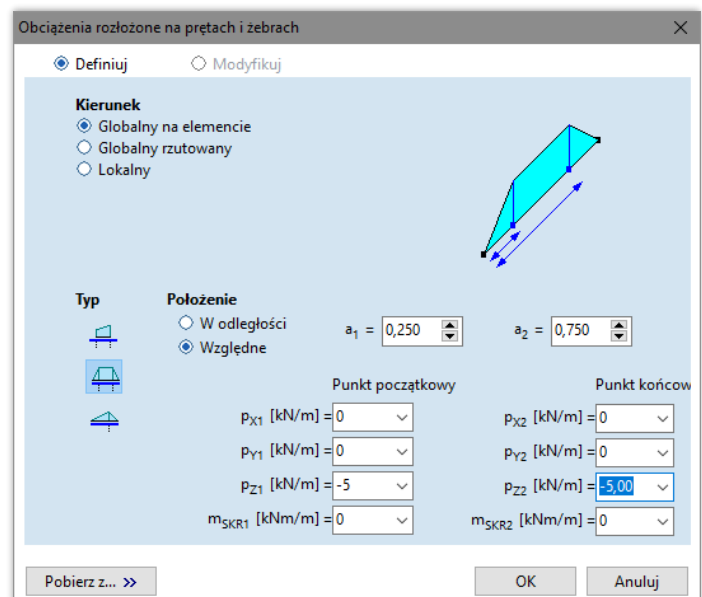 Obciążenia rozłożone na prętach i żebrach
Definiuj Modyfikuj
Kierunek
Globalny na elemencie
Globalny rzutowany
Lokalny
Typ Położenie
W odległości
Względne
a1 = 0,250 a2 = 0,750
Punkt początkowy Punkt końcow
pX1 [kN/m] = 0 pX2 [kN/m] = 0
pY1 [kN/m] = 0 pY2 [kN/m] = 0
pZ1 [kN/m] = -5 pZ2 [kN/m] = -5,00
mSKR1 [kNm/m] = 0 mSKR2 [kNm/m] = 0
Pobierz z... >> OK Anuluj